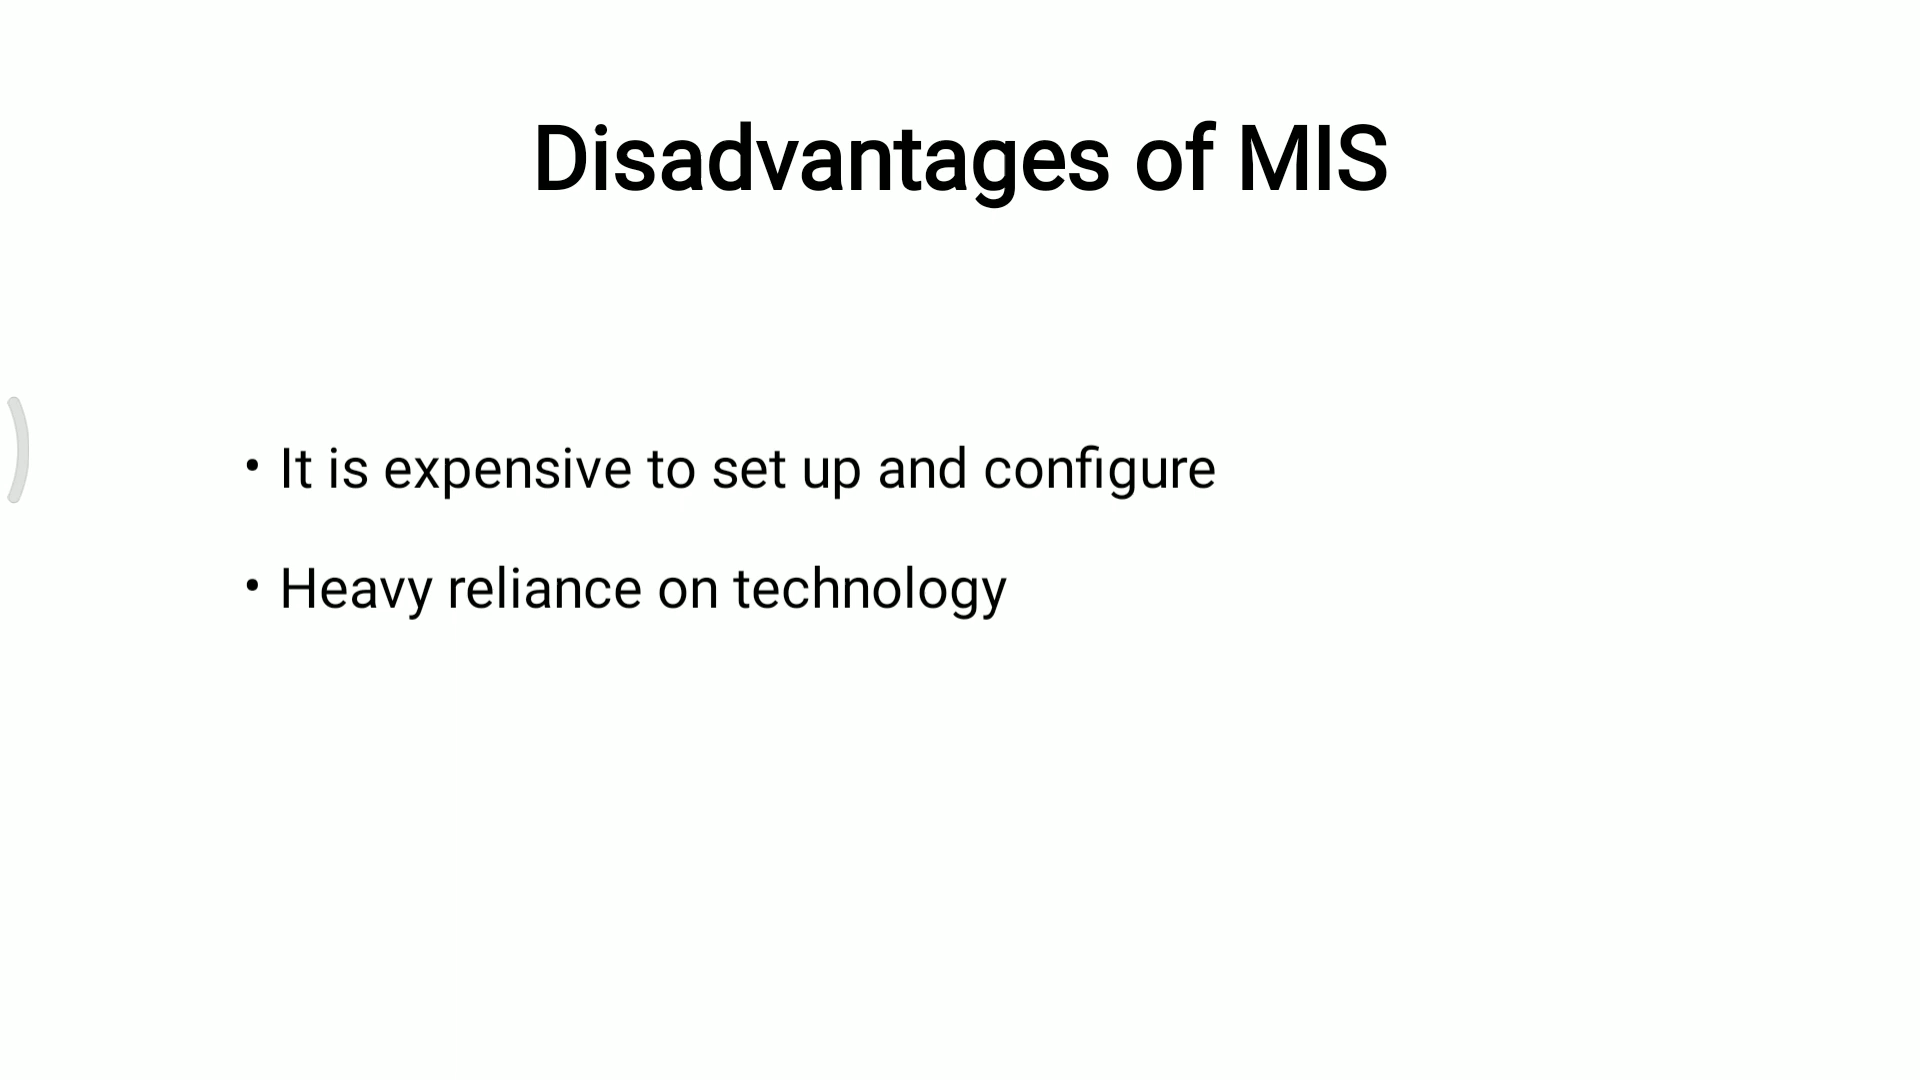 Disadvantages of MIS
• It is expensive to set up and configure
• Heavy reliance on technology